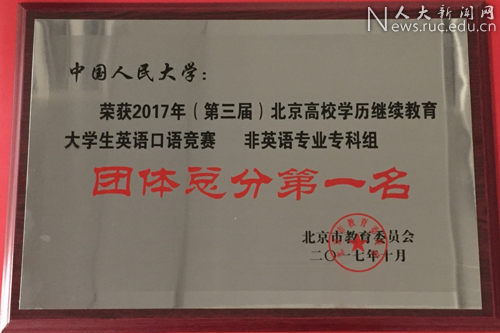 人大新闻网
News.ruc.edu.cn
中国人民大学：
荣获2017年（第三届）北京高校学历继续教育
大学生英语口语竞赛 非英语专业专科组
团体总分第一名
北京市教育委员会
二〇一七年十月